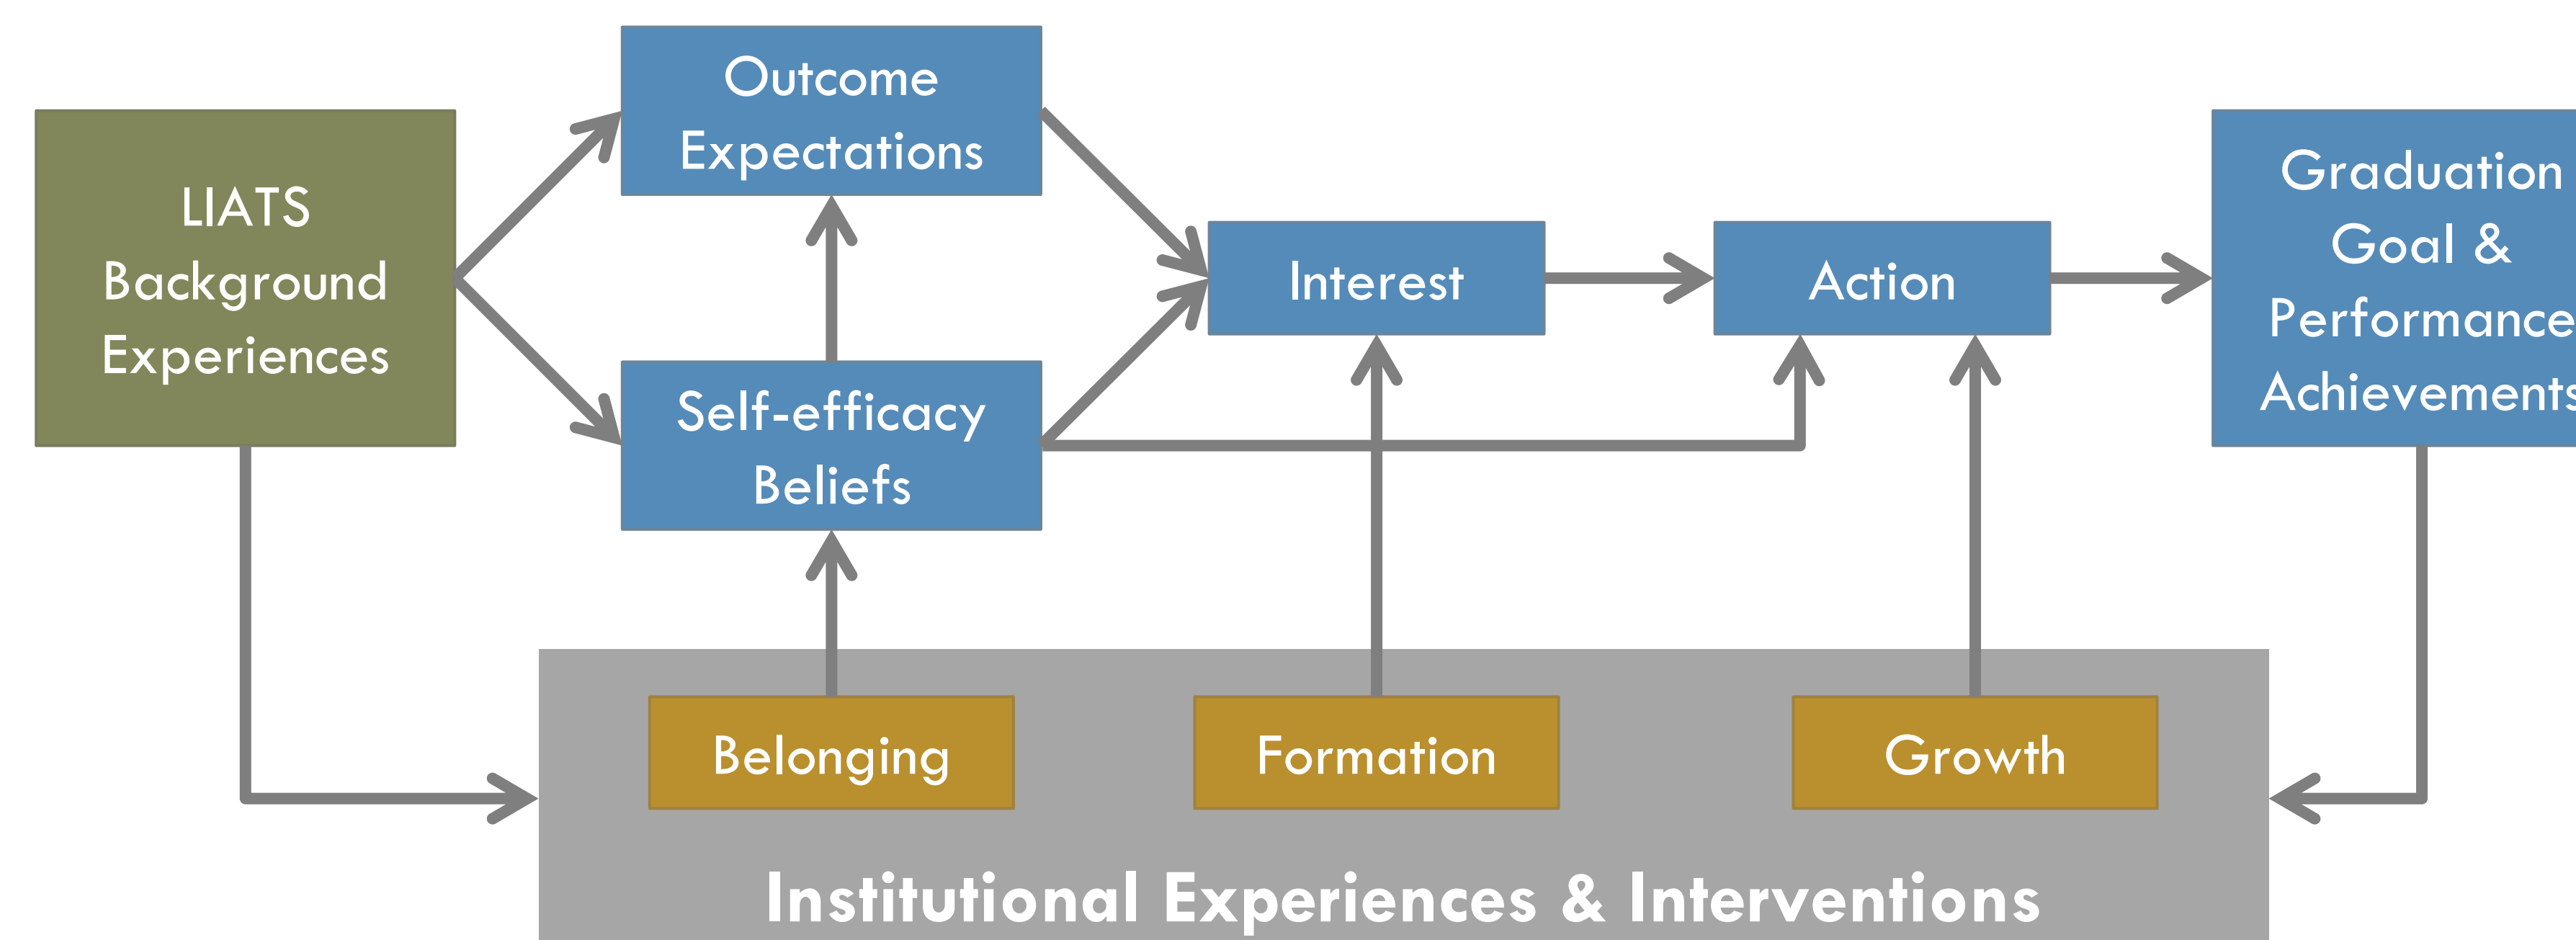 LIATS
Background
Experiences
Outcome
Expectations
Self-efficacy
Beliefs
Interest
Action
Graduation
Goal &
Performance
Achievements
Belonging
Formation
Growth
Institutional Experiences & Interventions